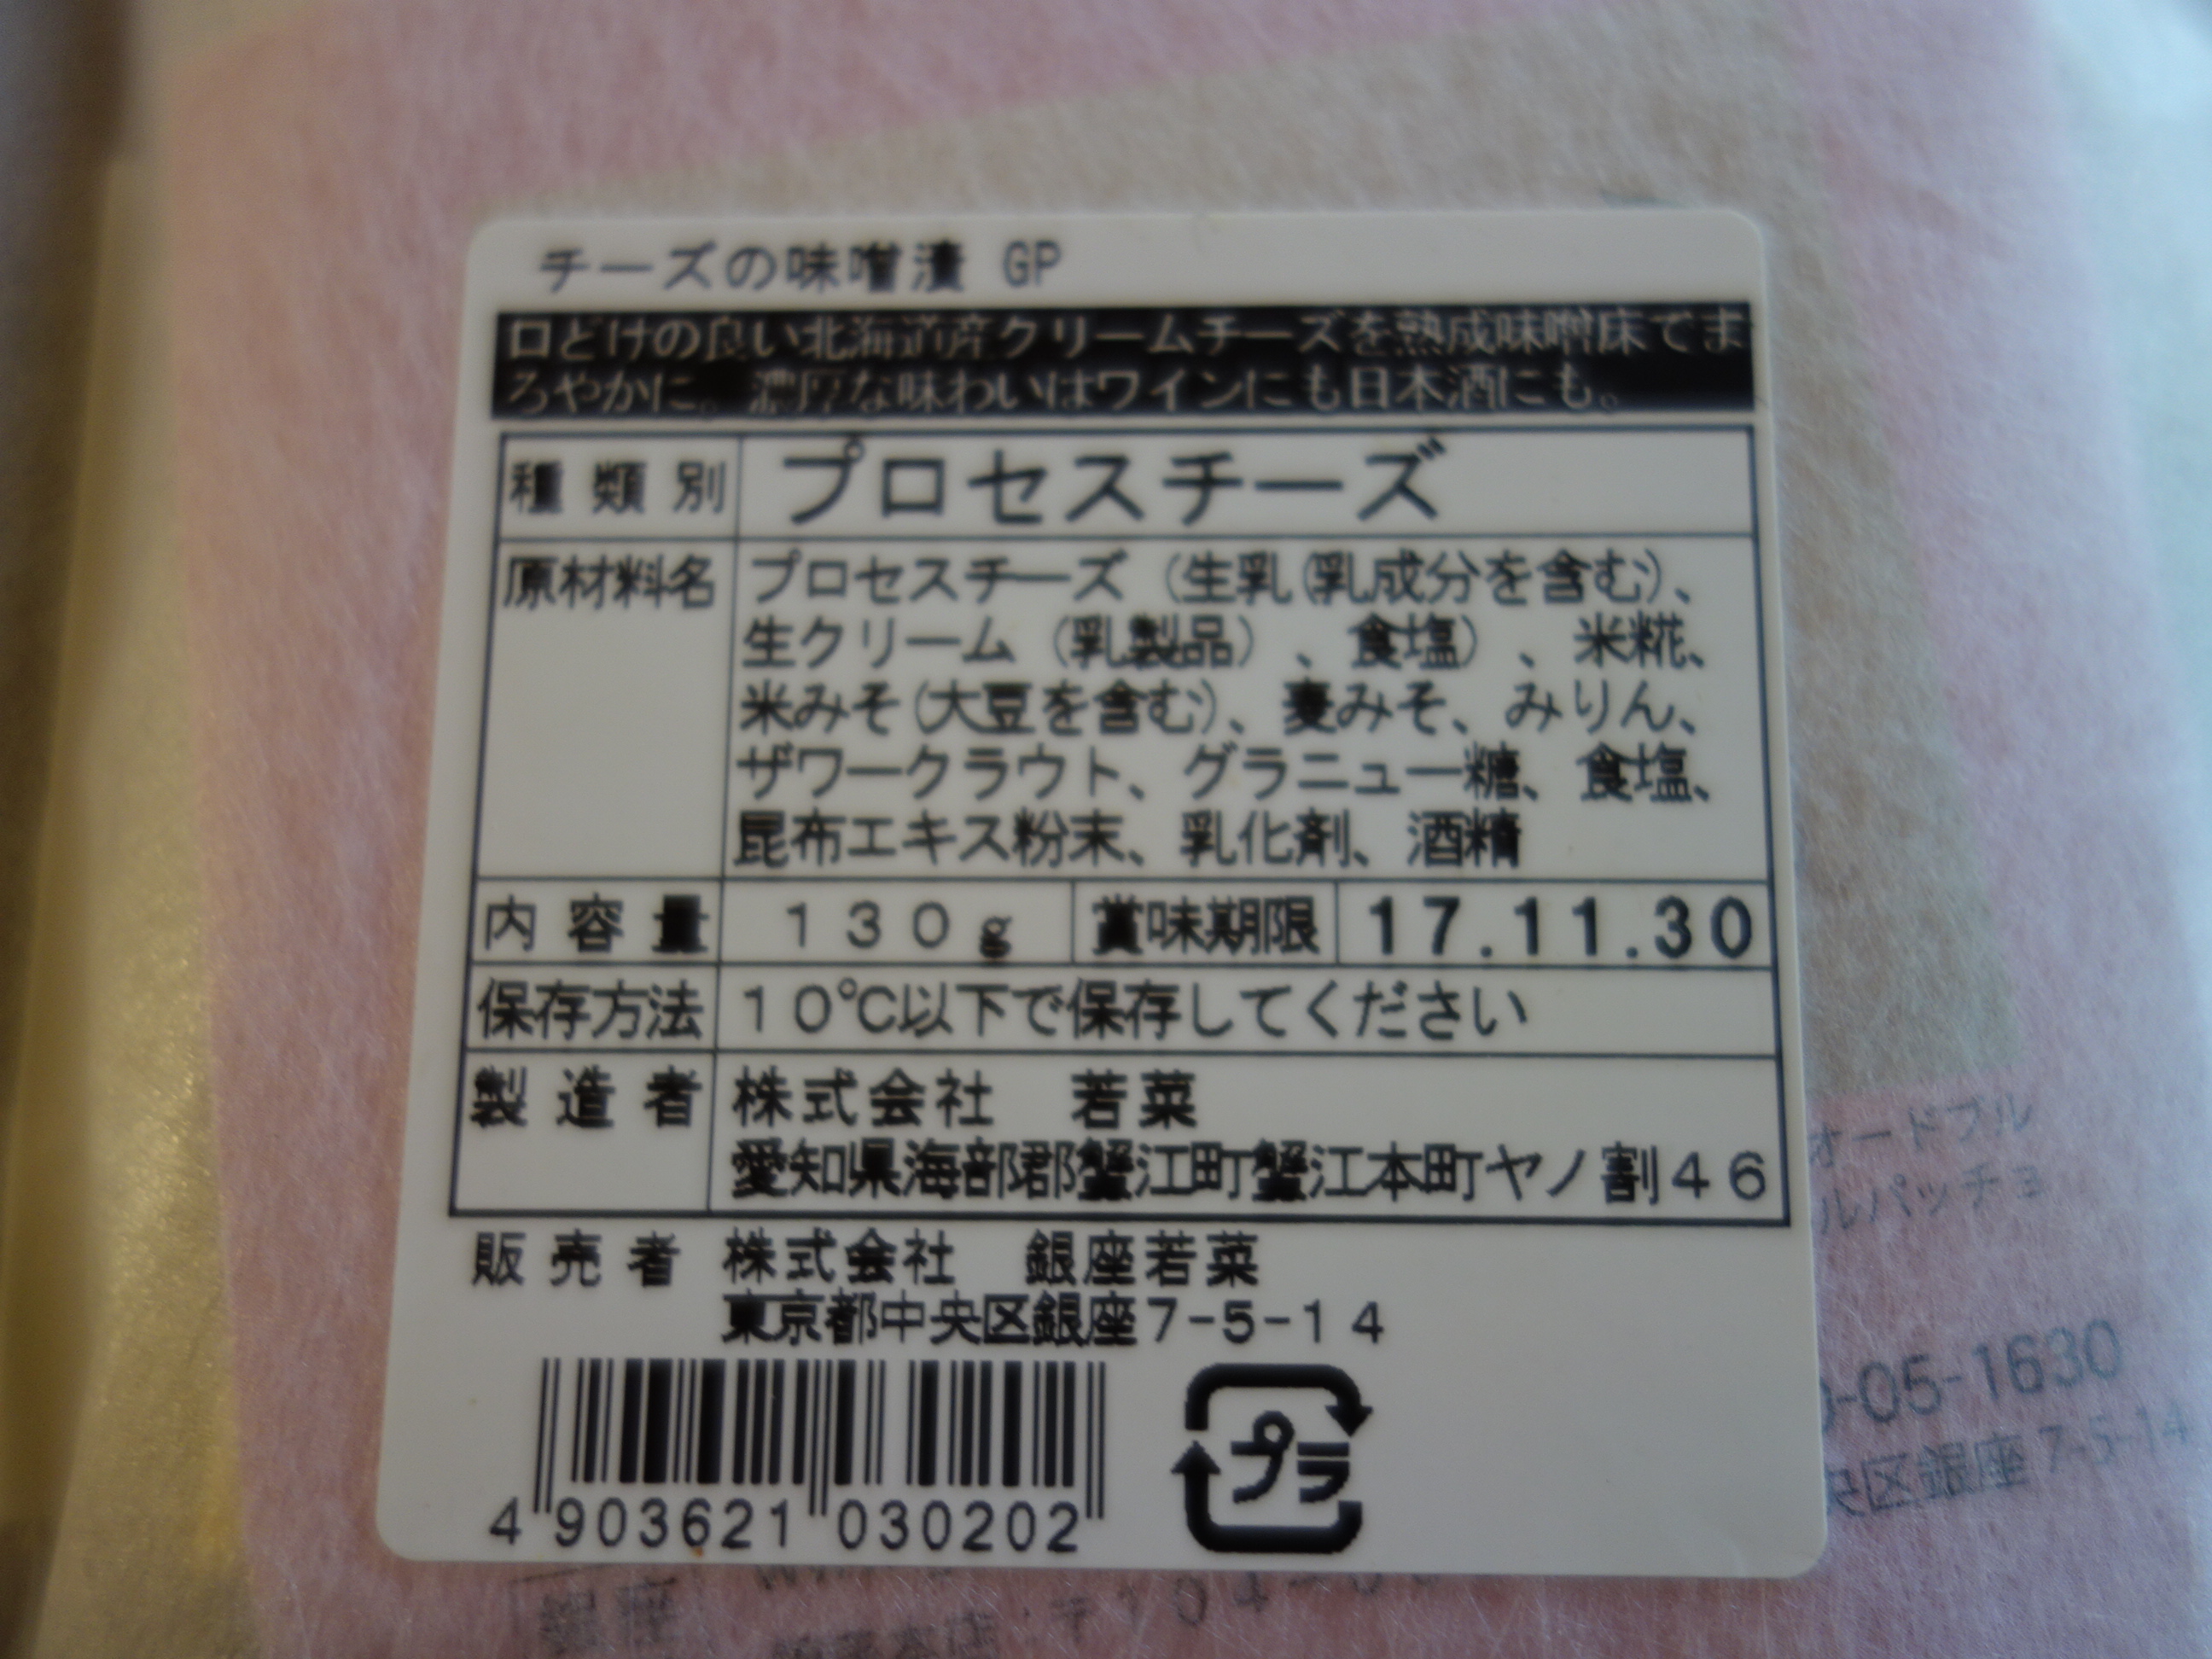 チーズの味噌漬 GP
口どけの良い北海道産クリームチーズを熟成味噌床でま
ろやかに。濃厚な味わいはワインにも日本酒にも。
種類別 プロセスチーズ
原材料名 プロセスチーズ（生乳（乳成分を含む）、
生クリーム（乳製品）、食塩）、米糀、
米みそ（大豆を含む）、麦みそ、みりん、
ザワークラウト、グラニュー糖、食塩、
昆布エキス粉末、乳化剤、酒精
内容量 130g 賞味期限 17.11.30
保存方法 10℃以下で保存してください
製造者 株式会社 若菜
愛知県海部郡蟹江町蟹江本町ヤノ割46
販売者 株式会社 銀座若菜
東京都中央区銀座7-5-14
4 903621 030202
プラ
オードブル
ルパッチョ
-05-1630
央区銀座7-5-14